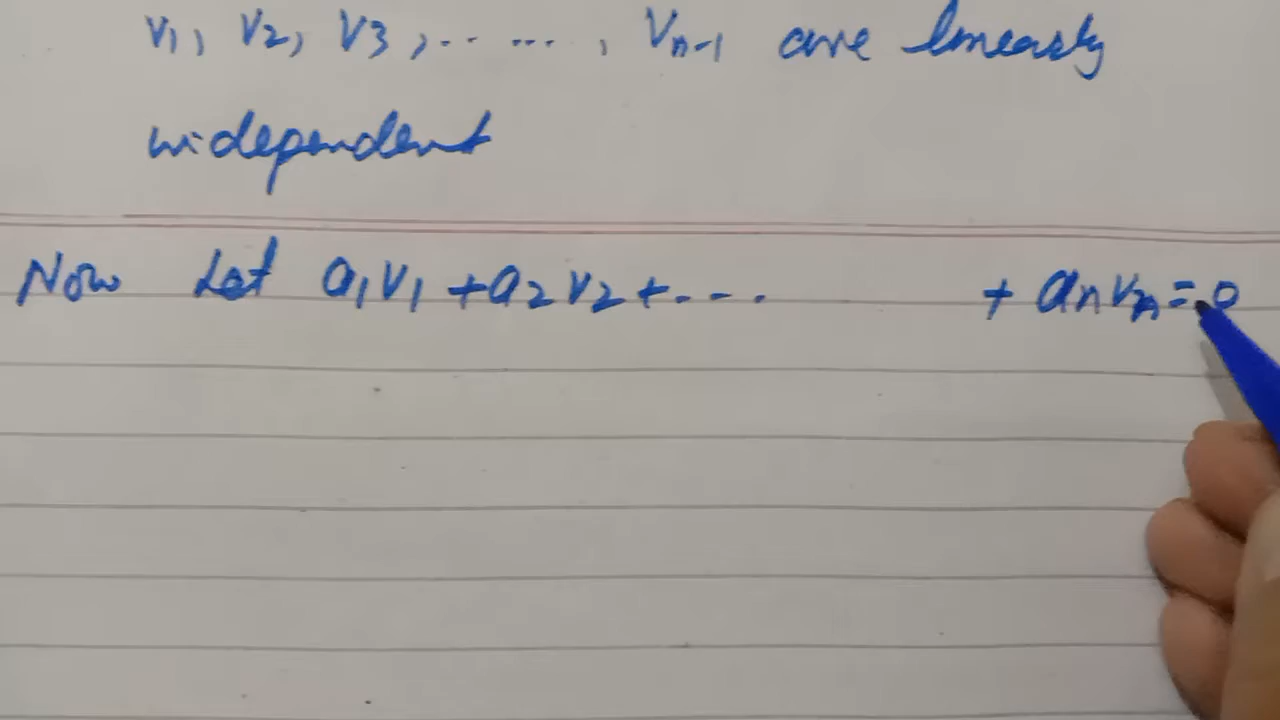 v1, v2, v3, ......, vn-1 are linearly
independent
Now Let a1v1 + a2v2 + ... + anvn = 0